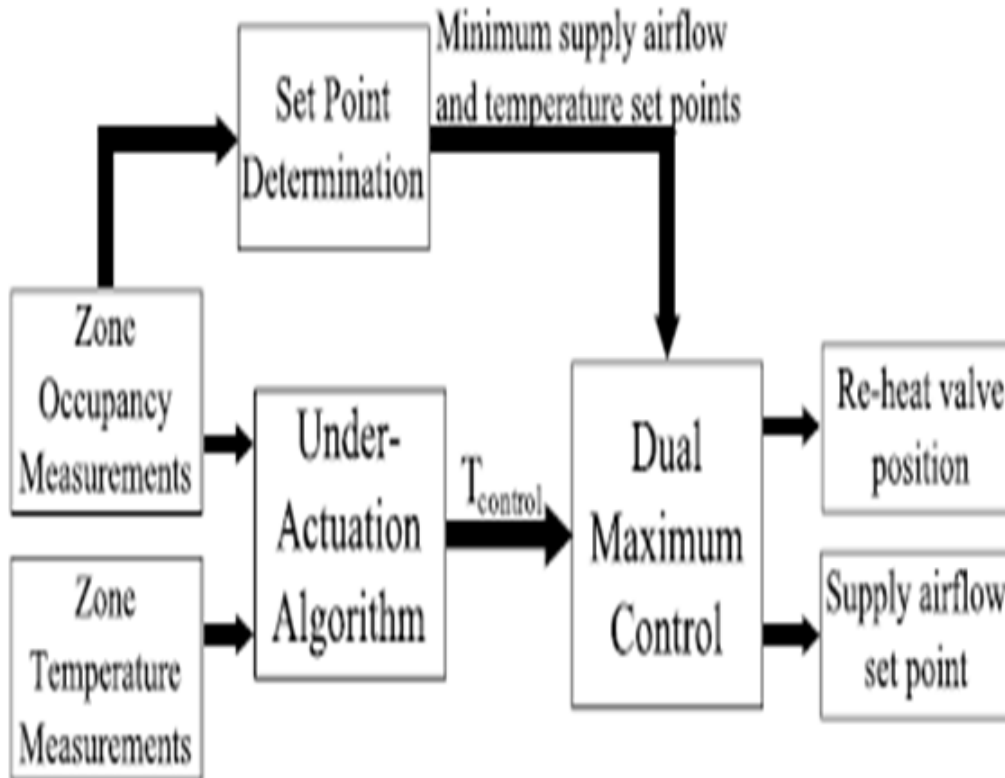 Set Point
Determination
Minimum supply airflow
and temperature set points
Zone
Occupancy
Measurements
Zone
Temperature
Measurements
Under-
Actuation
Algorithm
T_control
Dual
Maximum
Control
Re-heat valve
position
Supply airflow
set point